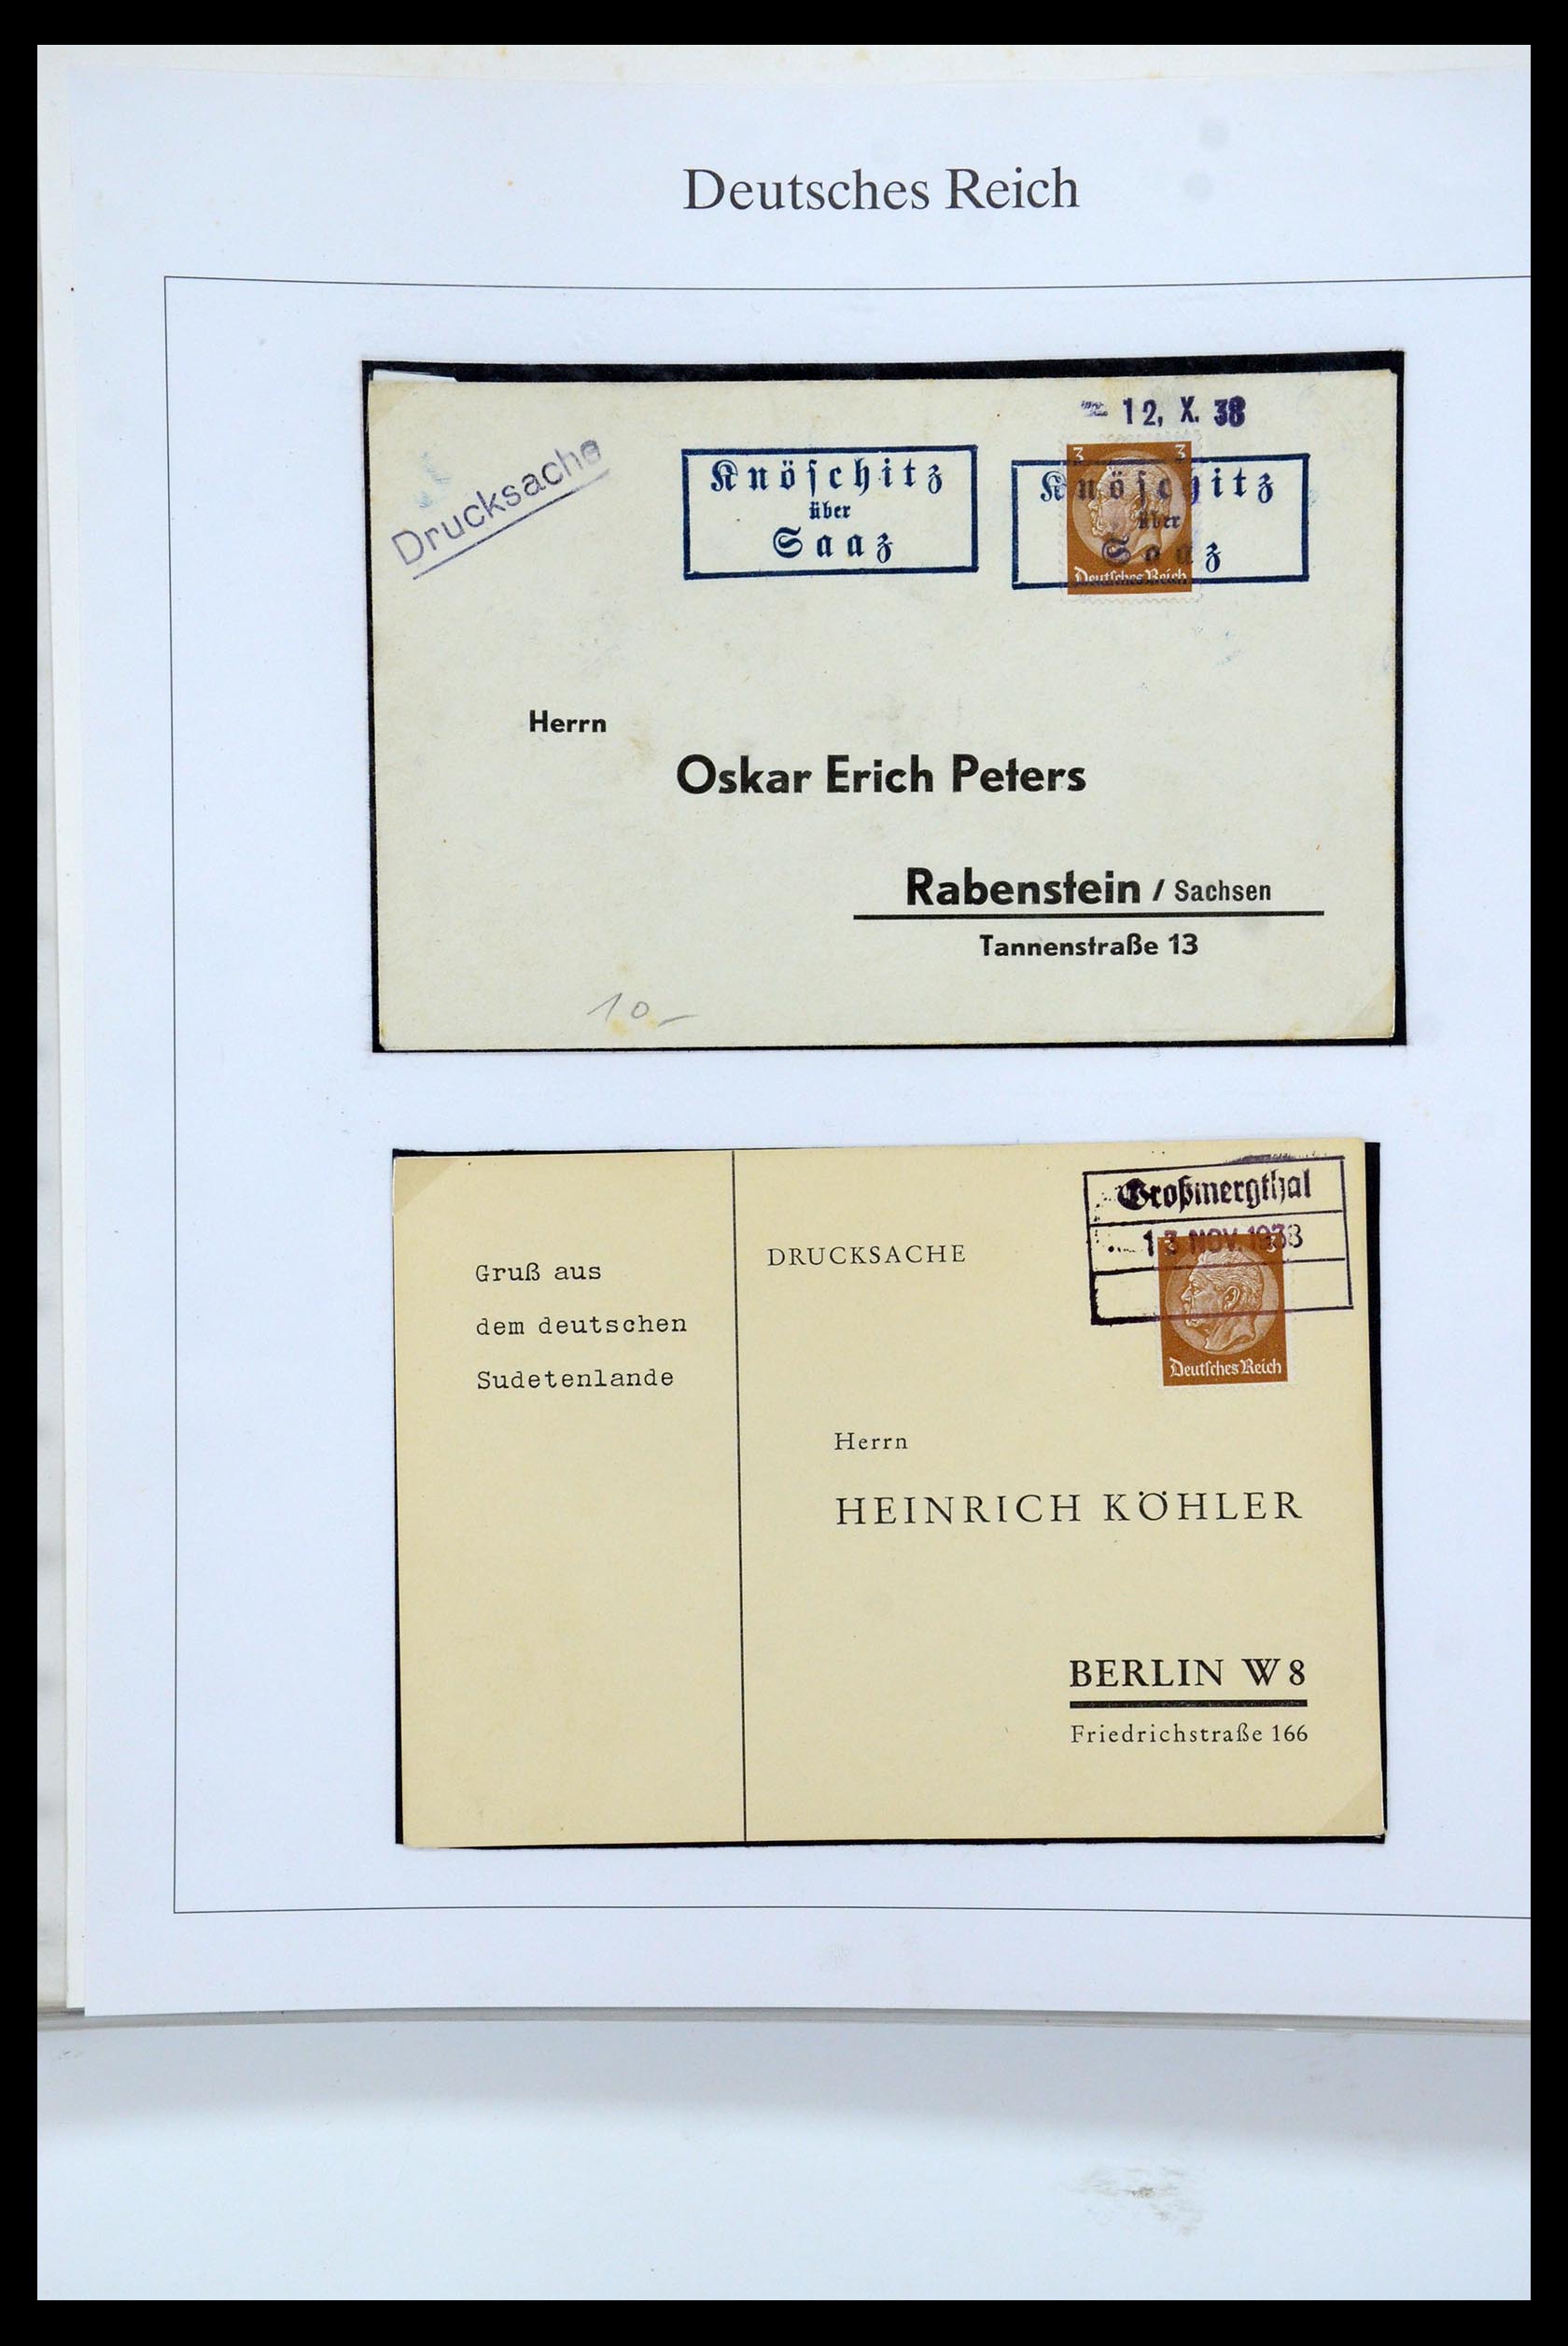 Deutsches Reich
12, X. 38
Drucksache
Knöschitz
über
Saaz
3 3
Knöschitz
über
Saaz
Deutsches Reich
Herrn
Oskar Erich Peters
Rabenstein / Sachsen
Tannenstraße 13
10-
Großmergthal
13 NOV. 1938
3
Deutsches Reich
DRUCKSACHE
Gruß aus
dem deutschen
Sudetenlande
Herrn
HEINRICH KÖHLER
BERLIN W 8
Friedrichstraße 166